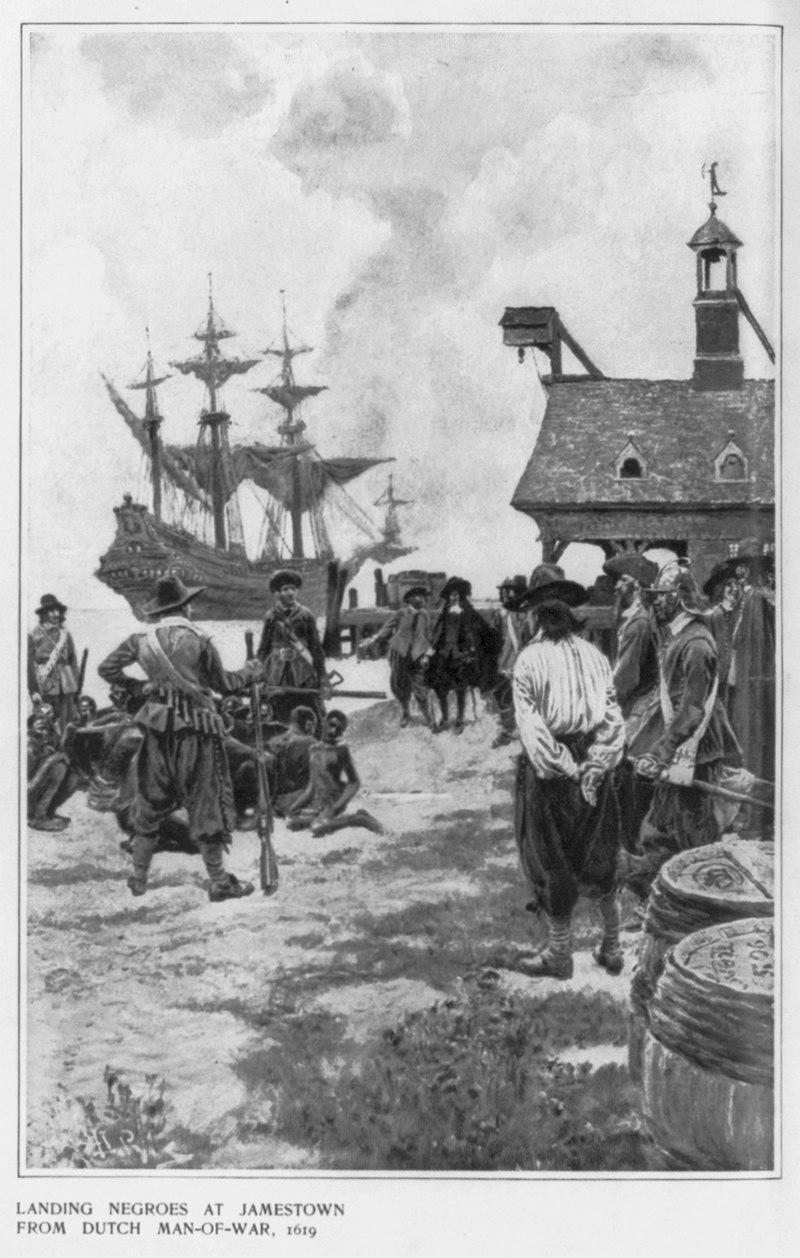 LANDING NEGROES AT JAMESTOWN
FROM DUTCH MAN-OF-WAR, 1619